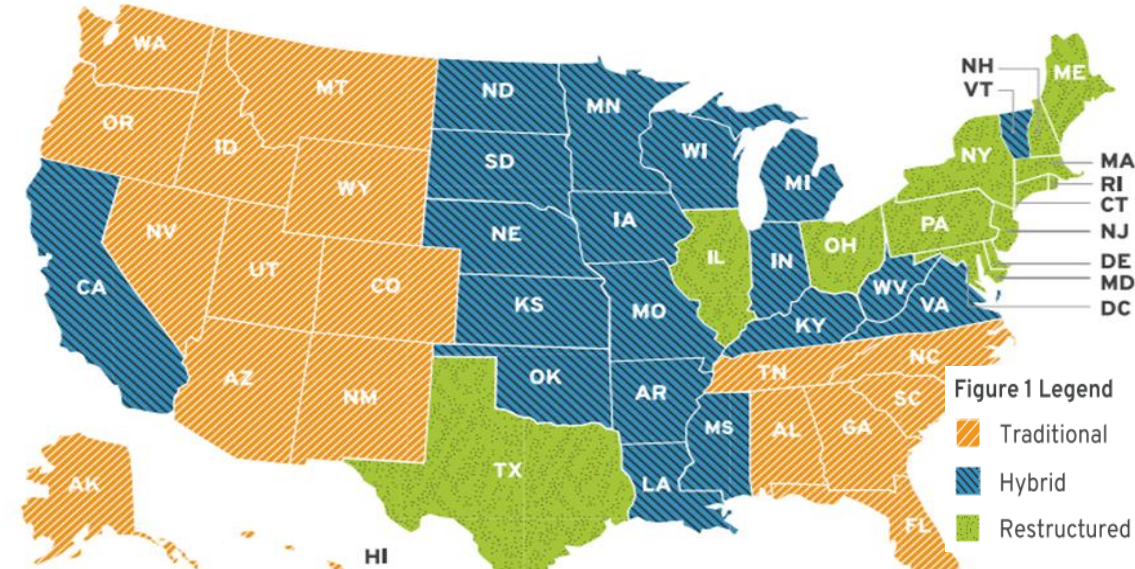 WA
MT
ND
MN
OR
ID
SD
WI
MI
WY
NV
UT
CO
CA
NE
IA
IL
IN
OH
PA
NY
NH
VT
ME
MA
RI
CT
NJ
DE
MD
DC
WV
VA
KY
KS
MO
AZ
NM
OK
AR
TN
NC
SC
MS
AL
GA
TX
LA
FL
AK
HI
Figure 1 Legend
Traditional
Hybrid
Restructured